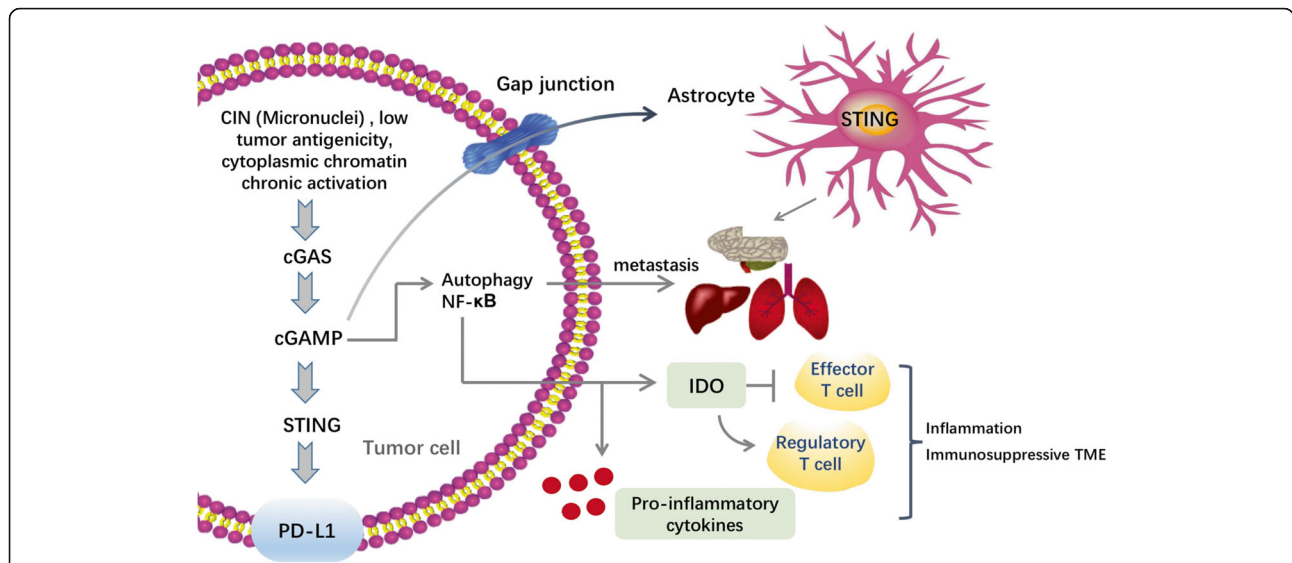 CIN (Micronuclei) , low
tumor antigenicity,
cytoplasmic chromatin
chronic activation
cGAS
cGAMP
STING
PD-L1
Tumor cell
Gap junction
Astrocyte
STING
Autophagy
NF-κB
metastasis
IDO
Effector
T cell
Regulatory
T cell
Pro-inflammatory
cytokines
Inflammation
Immunosuppressive TME